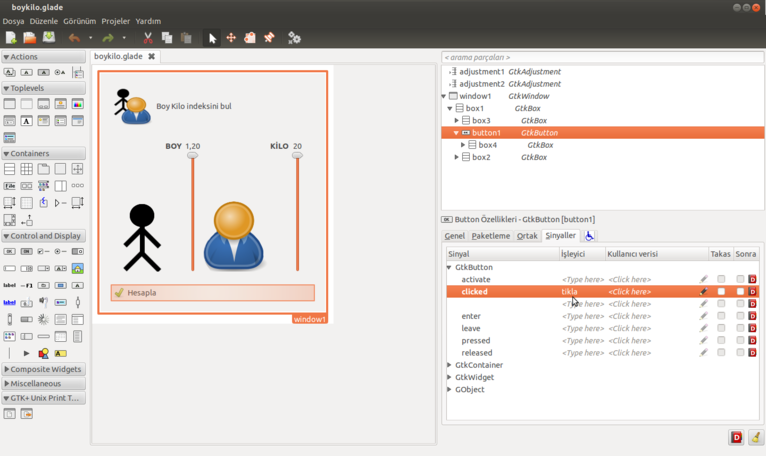 boykilo.glade
Dosya Düzenle Görünüm Projeler Yardım
boykilo.glade
Actions
Toplevels
Containers
Control and Display
Composite Widgets
Miscellaneous
GTK+ Unix Print T...
Boy Kilo indeksini bul
BOY 1,20
KİLO 20
Hesapla
window1
< arama parçaları >
adjustment1 GtkAdjustment
adjustment2 GtkAdjustment
window1 GtkWindow
box1 GtkBox
box3 GtkBox
button1 GtkButton
box4 GtkBox
box2 GtkBox
Button Özellikleri - GtkButton [button1]
Genel Paketleme Ortak Sinyaller
Sinyal İşleyici Kullanıcı verisi Takas Sonra
GtkButton
activate <Type here> <Click here>
clicked tikla <Click here>
<Type here> <Click here>
enter <Type here> <Click here>
leave <Type here> <Click here>
pressed <Type here> <Click here>
released <Type here> <Click here>
GtkContainer
GtkWidget
GObject